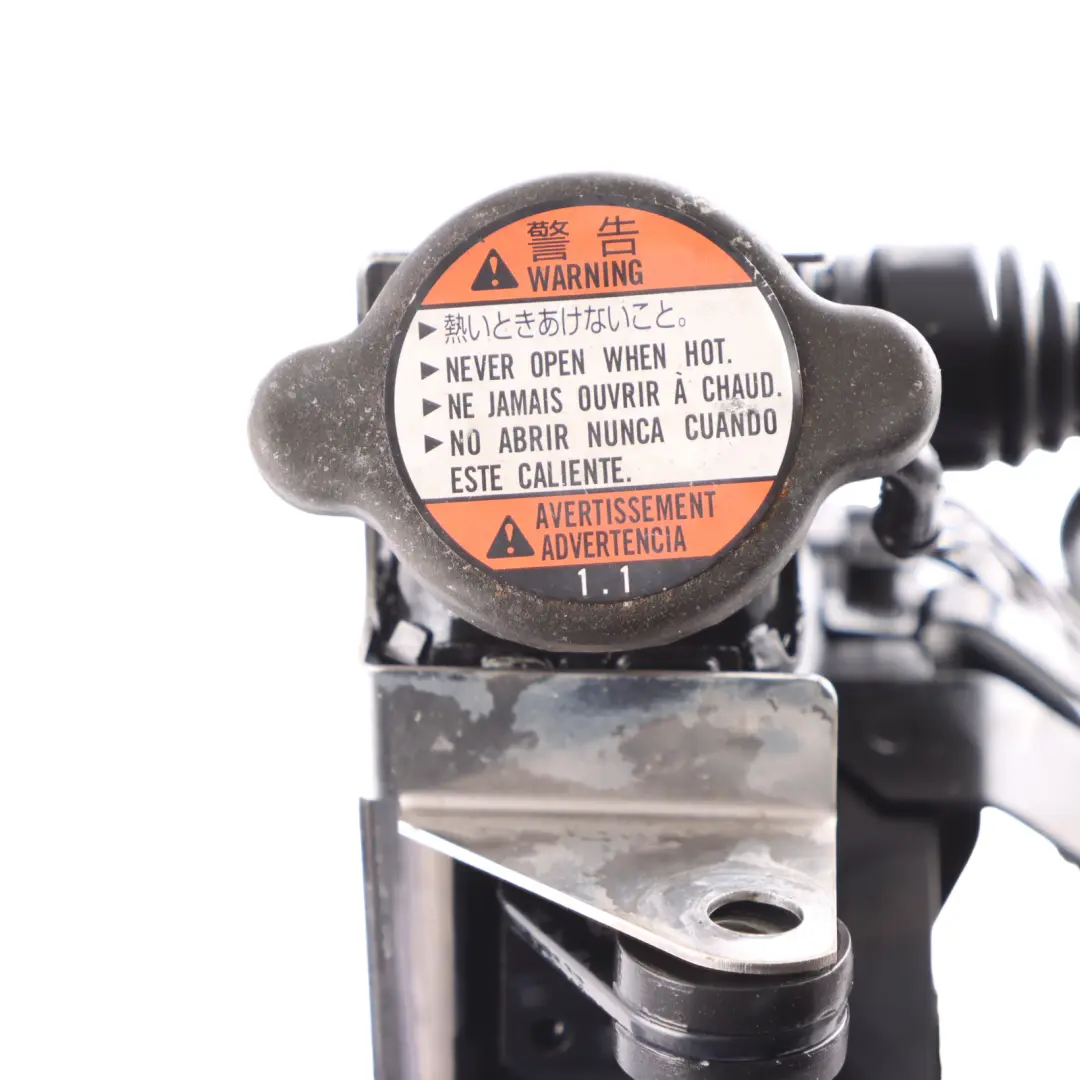 警告
WARNING
▶熱いときあけないこと。
▶NEVER OPEN WHEN HOT.
▶NE JAMAIS OUVRIR À CHAUD.
▶NO ABRIR NUNCA CUANDO
ESTE CALIENTE.
AVERTISSEMENT
ADVERTENCIA
1.1